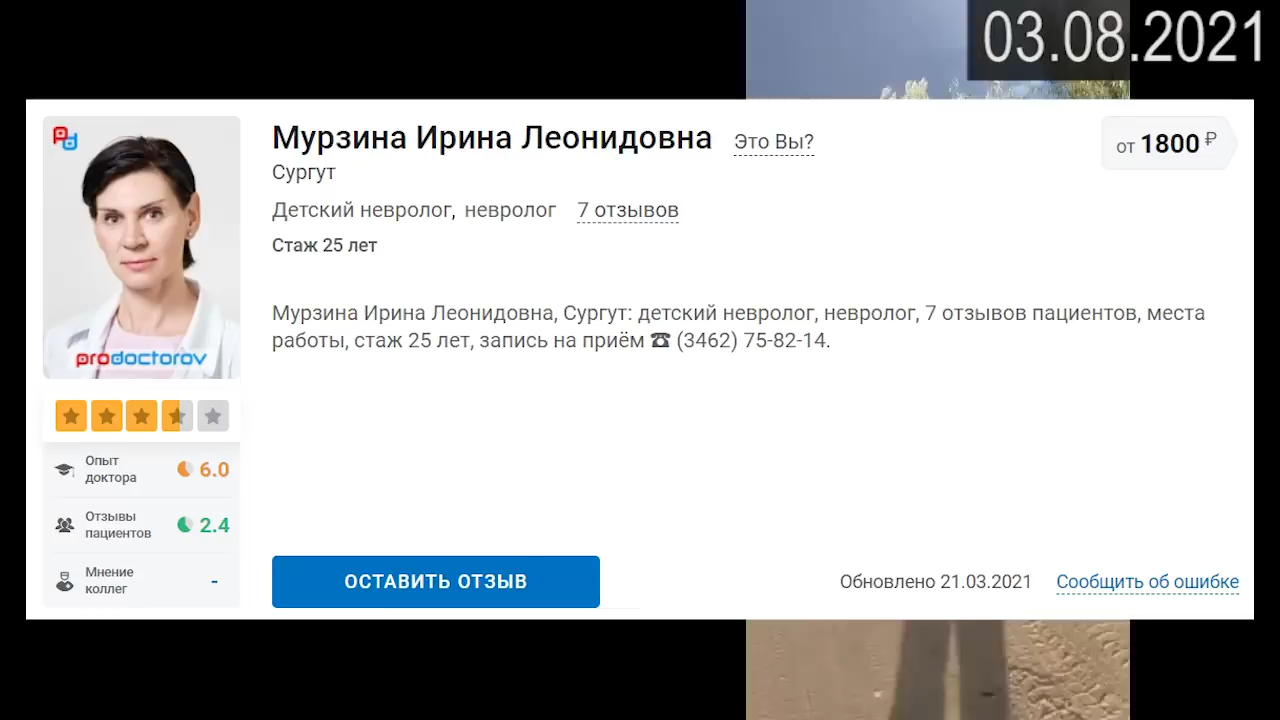 03.08.2021
Pd
Мурзина Ирина Леонидовна Это Вы?
от 1800 ₽
Сургут
Детский невролог, невролог 7 отзывов
Стаж 25 лет
Мурзина Ирина Леонидовна, Сургут: детский невролог, невролог, 7 отзывов пациентов, места
работы, стаж 25 лет, запись на приём ☎ (3462) 75-82-14.
prodoctorov
Опыт
доктора 6.0
Отзывы
пациентов 2.4
Мнение
коллег -
ОСТАВИТЬ ОТЗЫВ
Обновлено 21.03.2021 Сообщить об ошибке